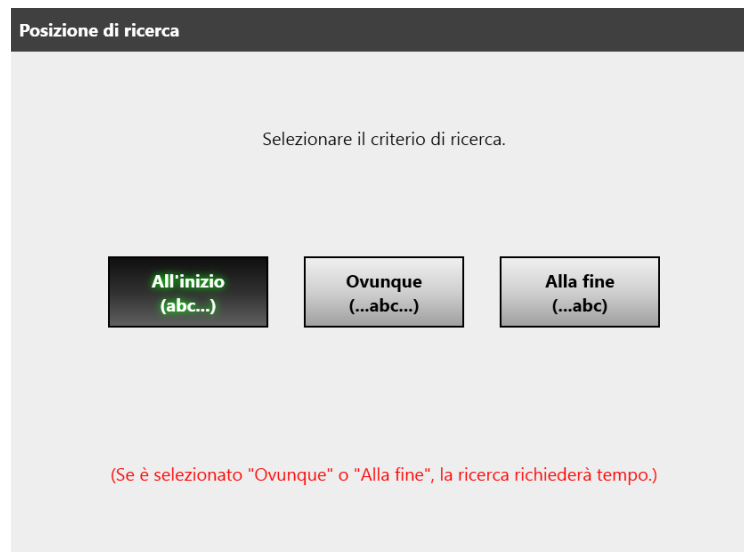 Posizione di ricerca
Selezionare il criterio di ricerca.
All'inizio
(abc...)
Ovunque
(...abc...)
Alla fine
(...abc)
(Se è selezionato "Ovunque" o "Alla fine", la ricerca richiederà tempo.)